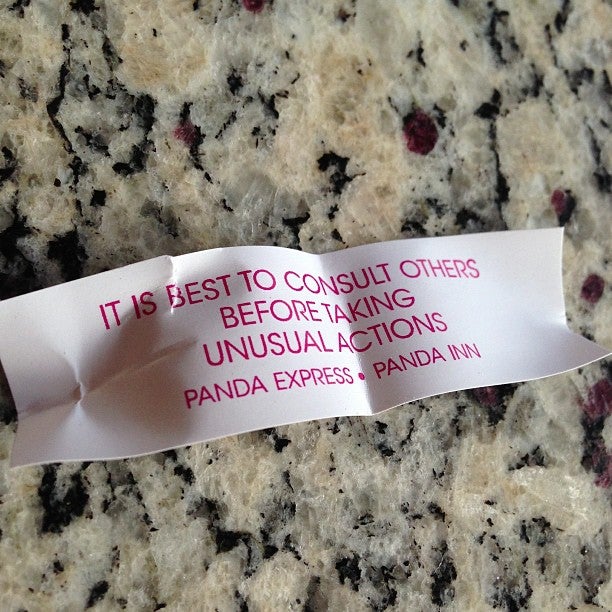 IT IS BEST TO CONSULT OTHERS
BEFORE TAKING
UNUSUAL ACTIONS
PANDA EXPRESS • PANDA INN